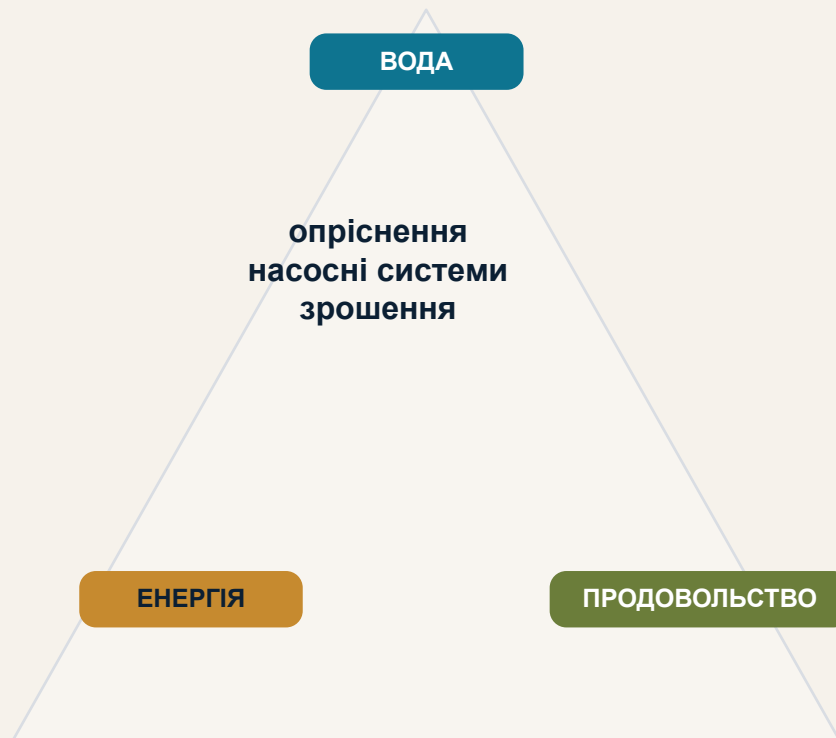 ВОДА
опріснення
насосні системи
зрошення
ЕНЕРГІЯ
ПРОДОВОЛЬСТВО